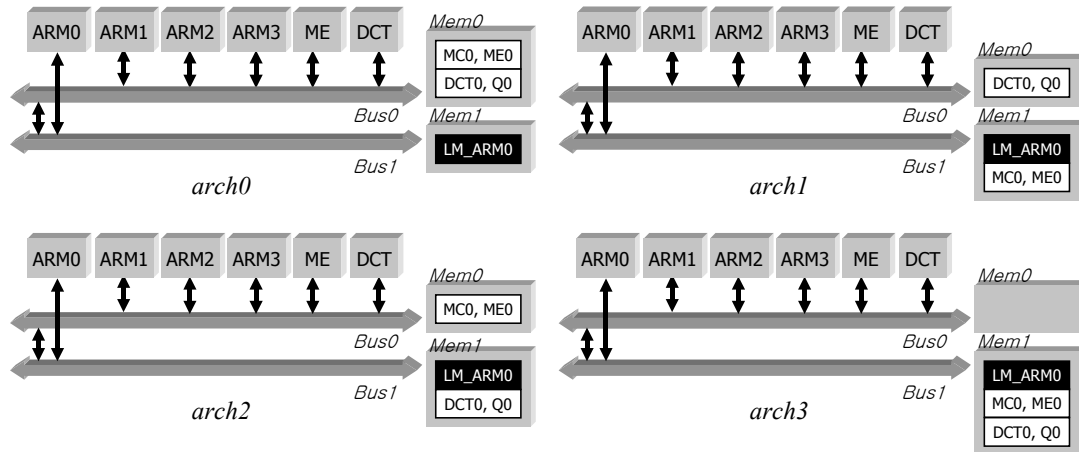 ARM0 ARM1 ARM2 ARM3 ME DCT
Mem0
MC0, ME0
DCT0, Q0
Bus0
Mem1
LM_ARM0
Bus1
arch0
ARM0 ARM1 ARM2 ARM3 ME DCT
Mem0
DCT0, Q0
Bus0
Mem1
LM_ARM0
MC0, ME0
Bus1
arch1
ARM0 ARM1 ARM2 ARM3 ME DCT
Mem0
MC0, ME0
Bus0
Mem1
LM_ARM0
DCT0, Q0
Bus1
arch2
ARM0 ARM1 ARM2 ARM3 ME DCT
Mem0
Bus0
Mem1
LM_ARM0
MC0, ME0
DCT0, Q0
Bus1
arch3